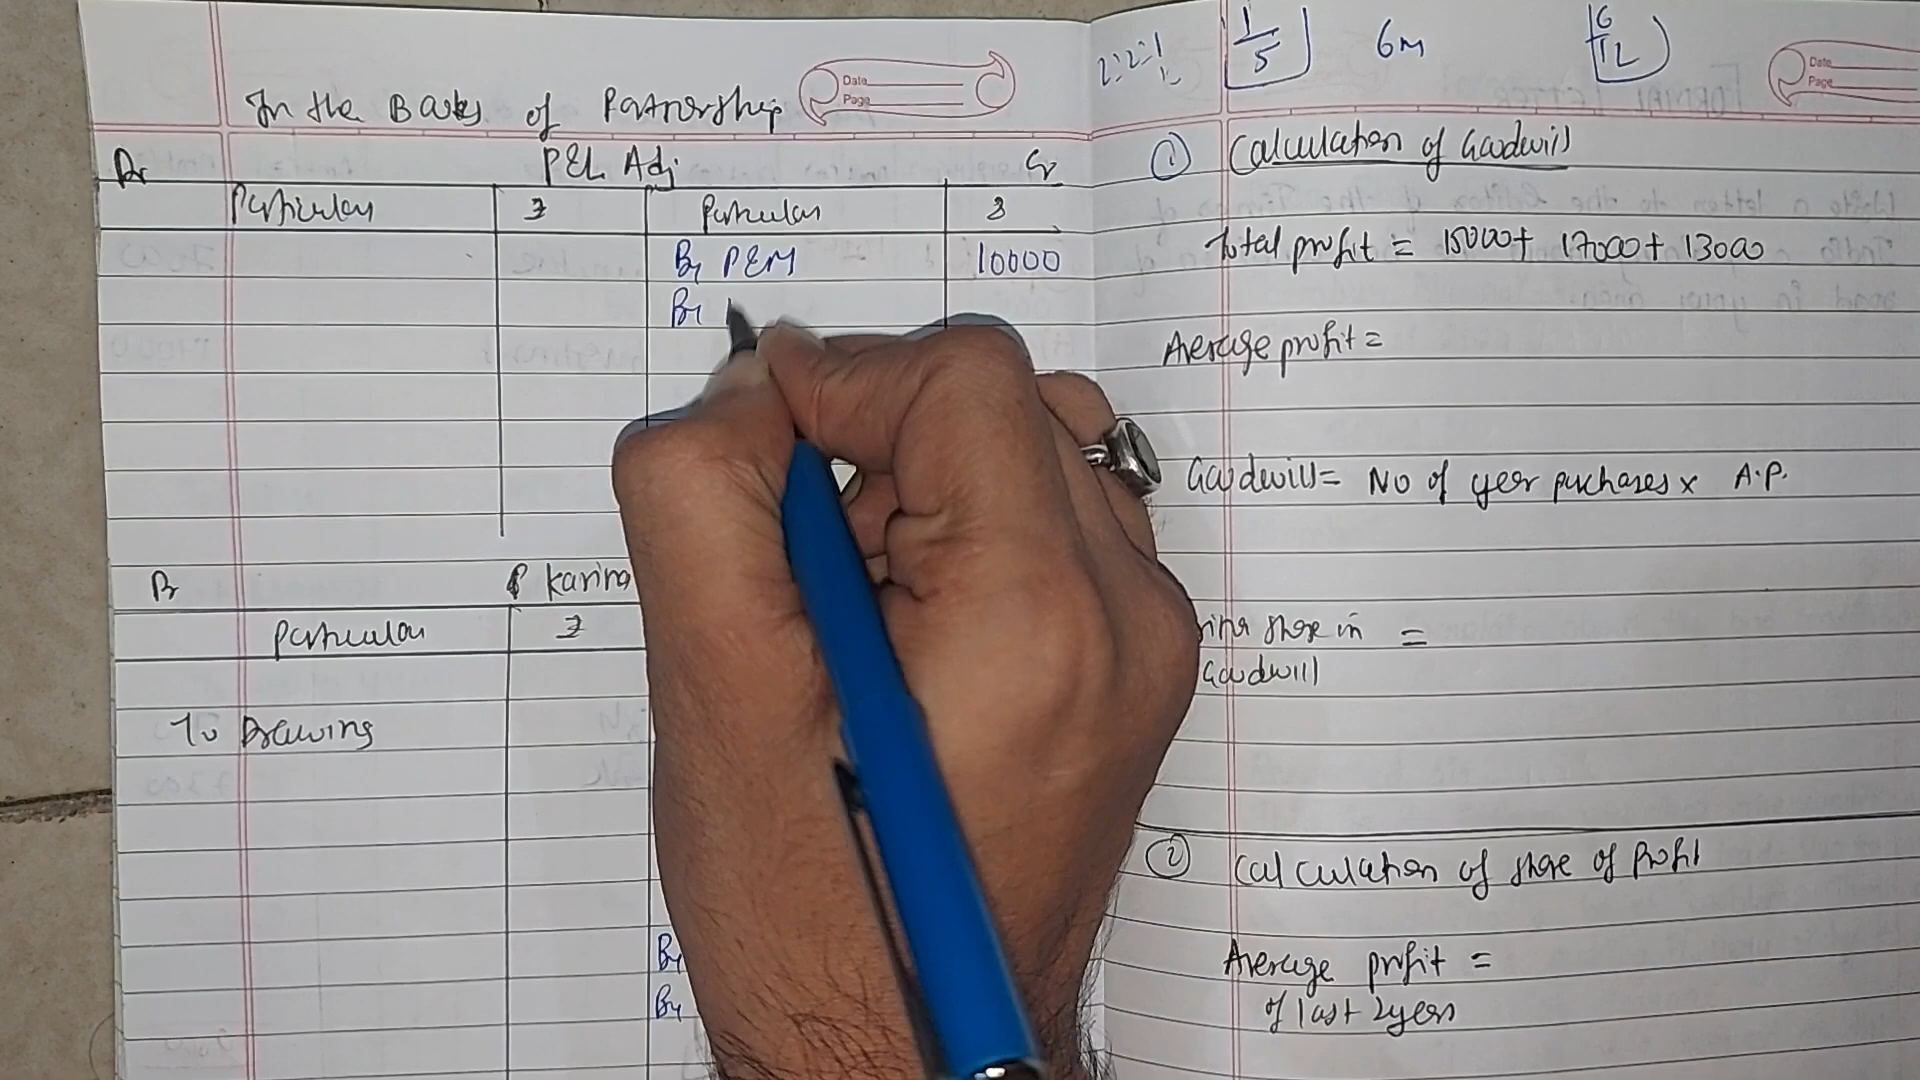 In the Books of Partnership
Date
Page
Dr P&L Adj Cr
Particulars ₹ Particulars ₹
By P&M 10000
By
Dr Karina
Particulars ₹
To Drawing
By
By
2:2:1 1/5 6m 6/12
Date
Page
① Calculation of Goodwill
Total profit = 15000+ 17000+ 13000
Average profit =
Goodwill = No of year purchases x A.P.
share in =
Goodwill
② Calculation of share of Profit
Average profit =
of last 2years